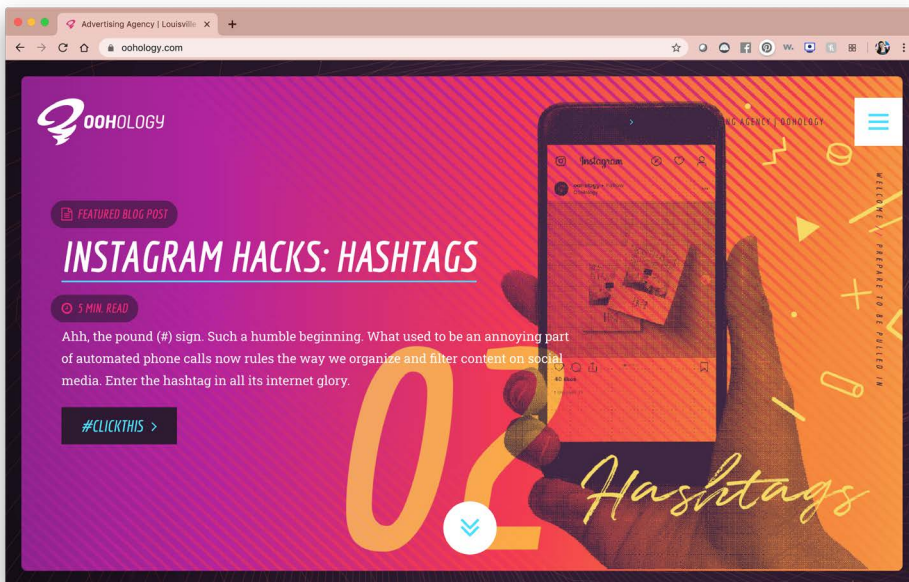 Advertising Agency | Louisville
oohology.com
OOHOLOGY
NG AGENCY | OOHOLOGY
Instagram
WELCOME / PREPARE TO BE PULLED IN
FEATURED BLOG POST
INSTAGRAM HACKS: HASHTAGS
5 MIN. READ
Ahh, the pound (#) sign. Such a humble beginning. What used to be an annoying part
of automated phone calls now rules the way we organize and filter content on social
media. Enter the hashtag in all its internet glory.
#CLICKTHIS >
02
Hashtags